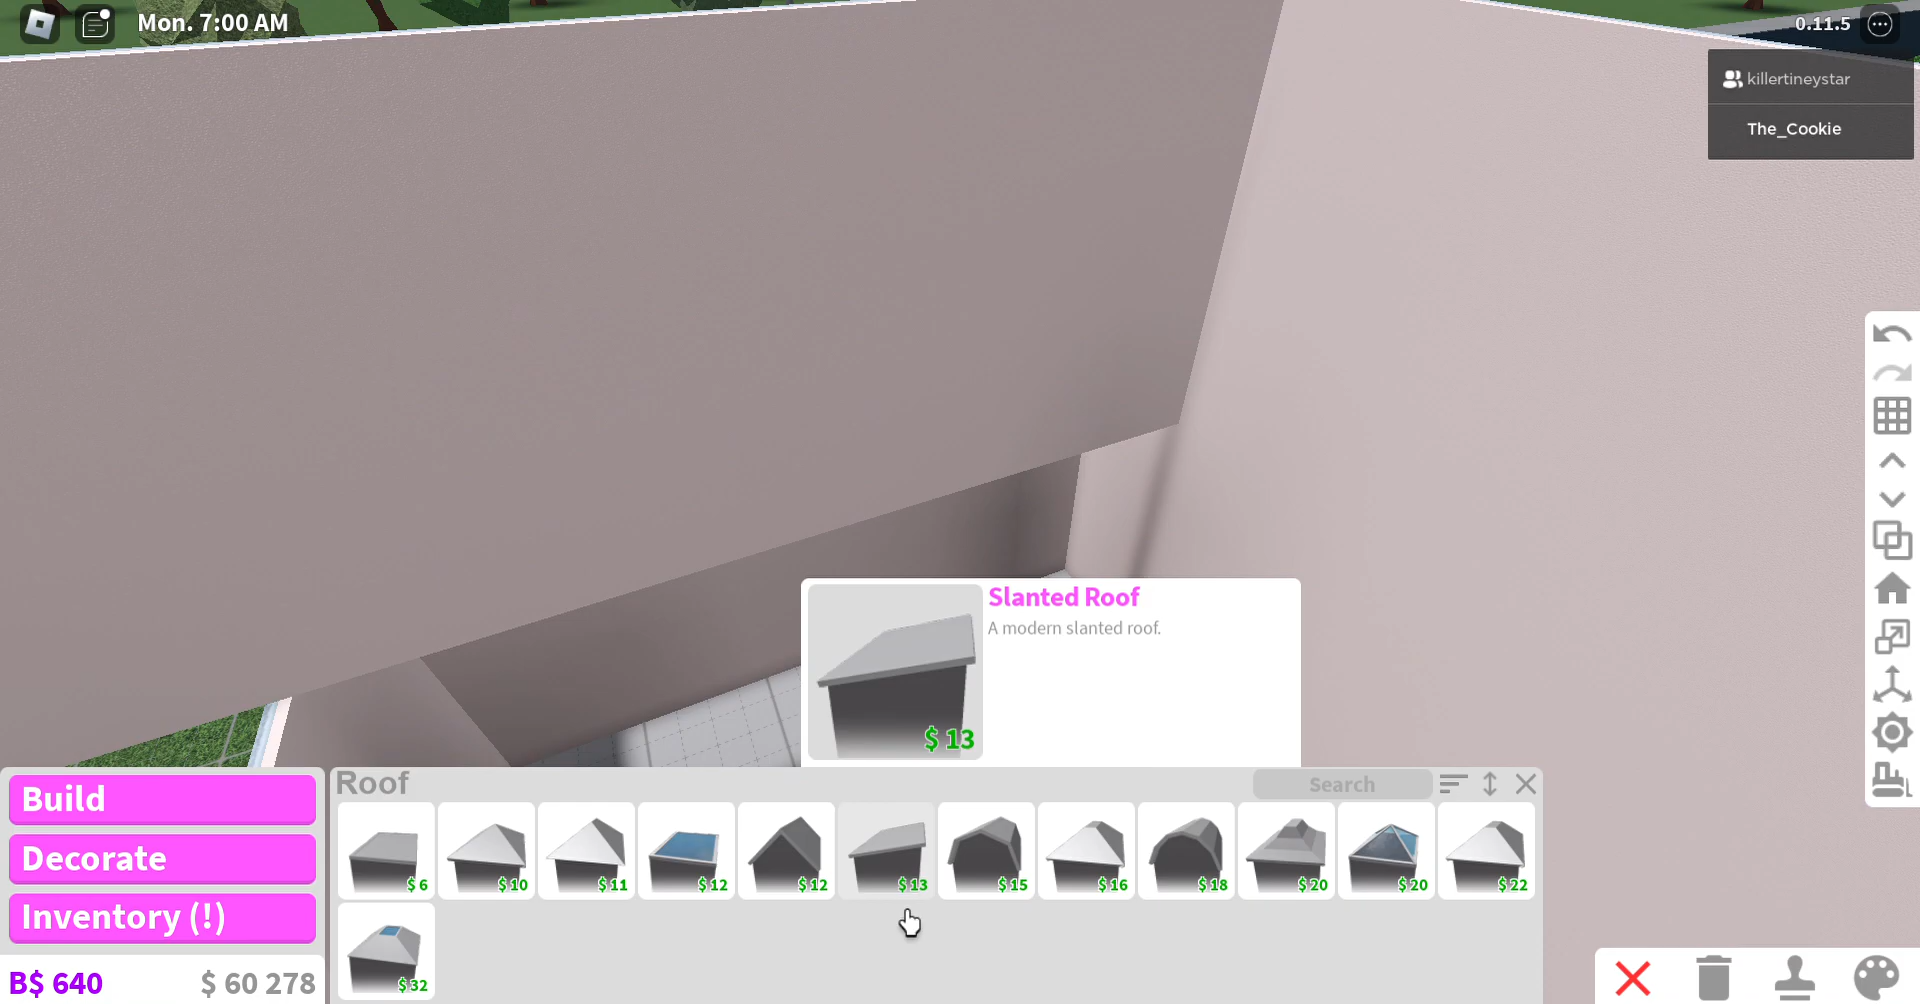 Mon. 7:00 AM
0.11.5
killertineystar
The_Cookie
Slanted Roof
A modern slanted roof.
$ 13
Build
Decorate
Inventory (!)
B$ 640
$ 60 278
Roof
Search
$ 6
$ 10
$ 11
$ 12
$ 12
$ 13
$ 15
$ 16
$ 18
$ 20
$ 20
$ 22
$ 32